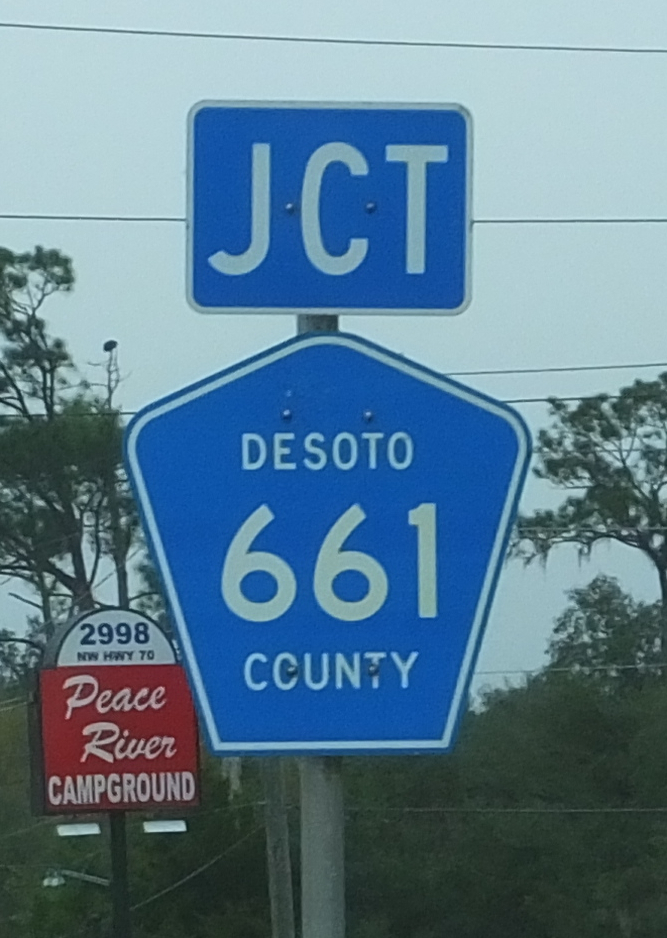 JCT
DESOTO
661
COUNTY
2998
NW HWY 70
Peace
River
CAMPGROUND